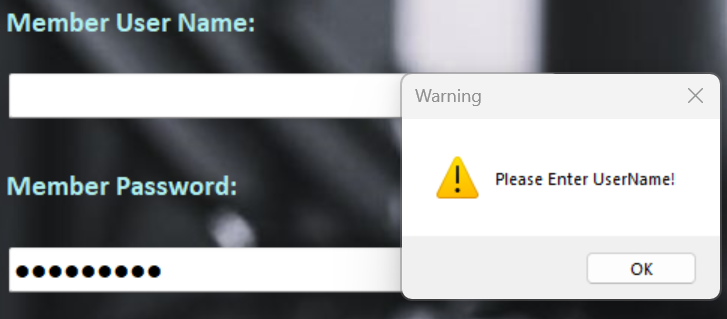 Member User Name:
Warning
Please Enter UserName!
Member Password:
●●●●●●●●●
OK